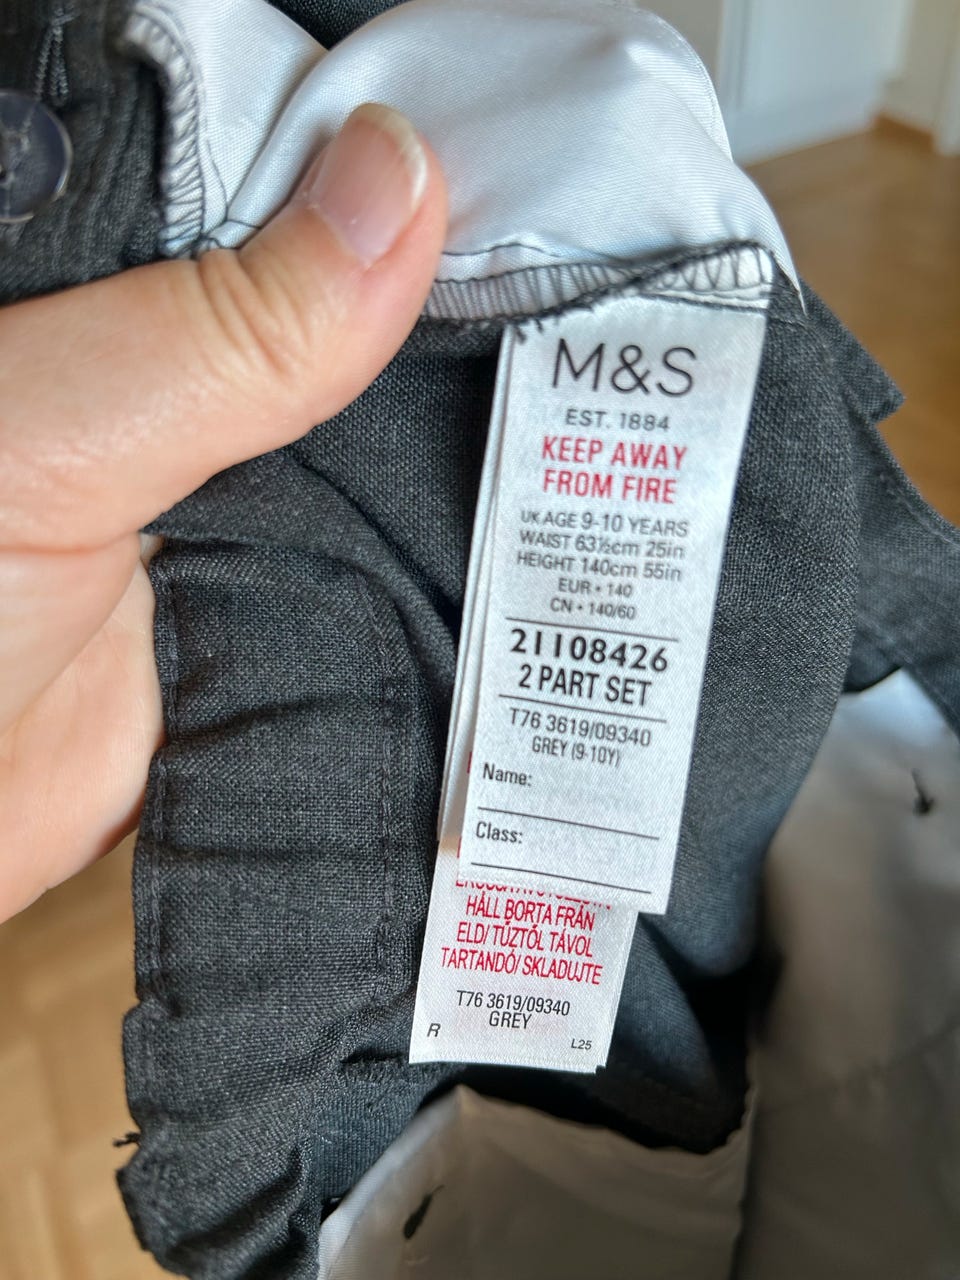 M&S
EST. 1884
KEEP AWAY
FROM FIRE
UK AGE 9-10 YEARS
WAIST 63½cm 25in
HEIGHT 140cm 55in
EUR • 140
CN • 140/60
21108426
2 PART SET
T76 3619/09340
GREY (9-10Y)
Name:
Class:
HÅLL BORTA FRÅN
ELD/ TŰZTŐL TÁVOL
TARTANDÓ/ SKLADUJTE
T76 3619/09340
GREY
R L25